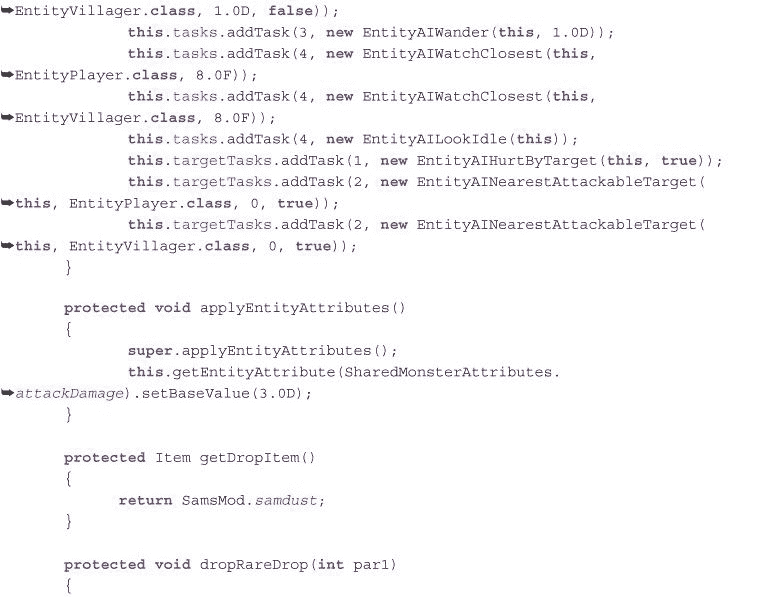 ➥EntityVillager.class, 1.0D, false));
this.tasks.addTask(3, new EntityAIWander(this, 1.0D));
this.tasks.addTask(4, new EntityAIWatchClosest(this,
➥EntityPlayer.class, 8.0F));
this.tasks.addTask(4, new EntityAIWatchClosest(this,
➥EntityVillager.class, 8.0F));
this.tasks.addTask(4, new EntityAILookIdle(this));
this.targetTasks.addTask(1, new EntityAIHurtByTarget(this, true));
this.targetTasks.addTask(2, new EntityAINearestAttackableTarget(
➥this, EntityPlayer.class, 0, true));
this.targetTasks.addTask(2, new EntityAINearestAttackableTarget(
➥this, EntityVillager.class, 0, true));
}
protected void applyEntityAttributes()
{
super.applyEntityAttributes();
this.getEntityAttribute(SharedMonsterAttributes.
➥attackDamage).setBaseValue(3.0D);
}
protected Item getDropItem()
{
return SamsMod.samdust;
}
protected void dropRareDrop(int par1)
{